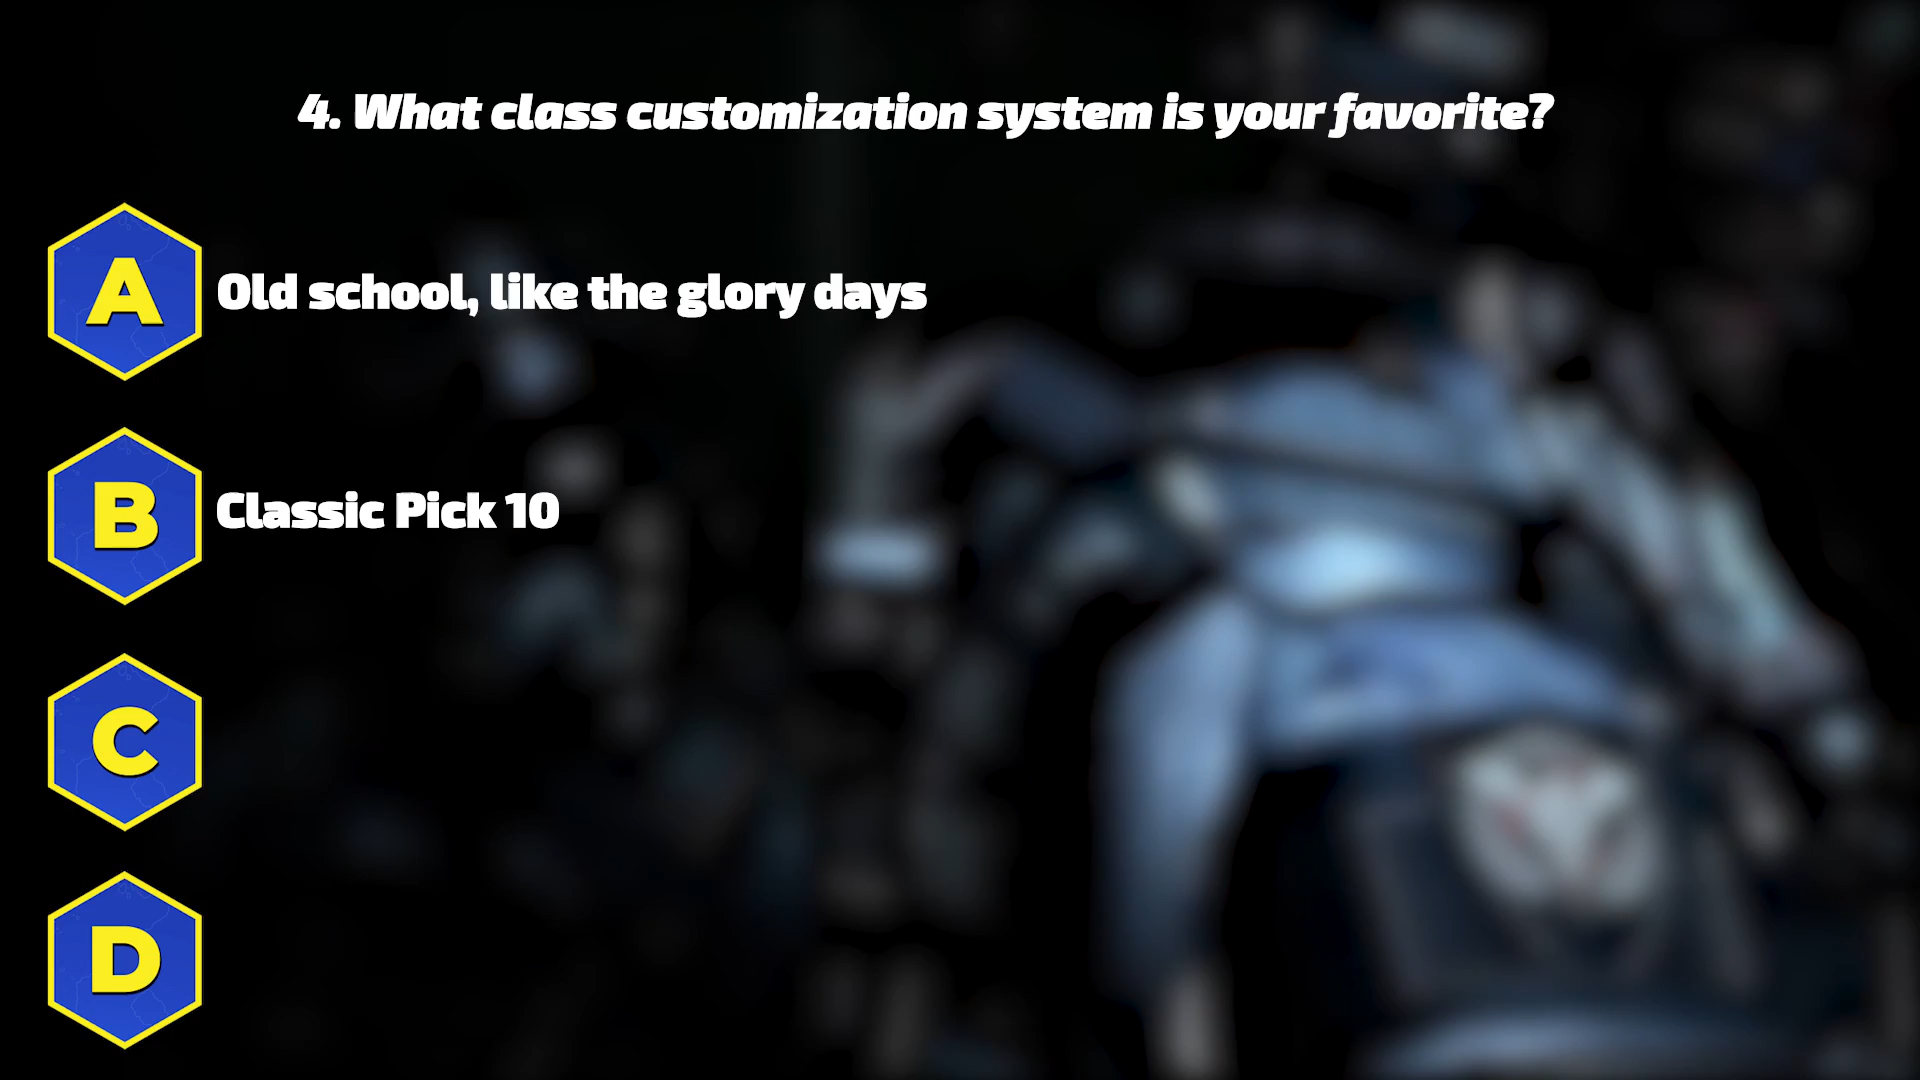 4. What class customization system is your favorite?
A
Old school, like the glory days
B
Classic Pick 10
C
D